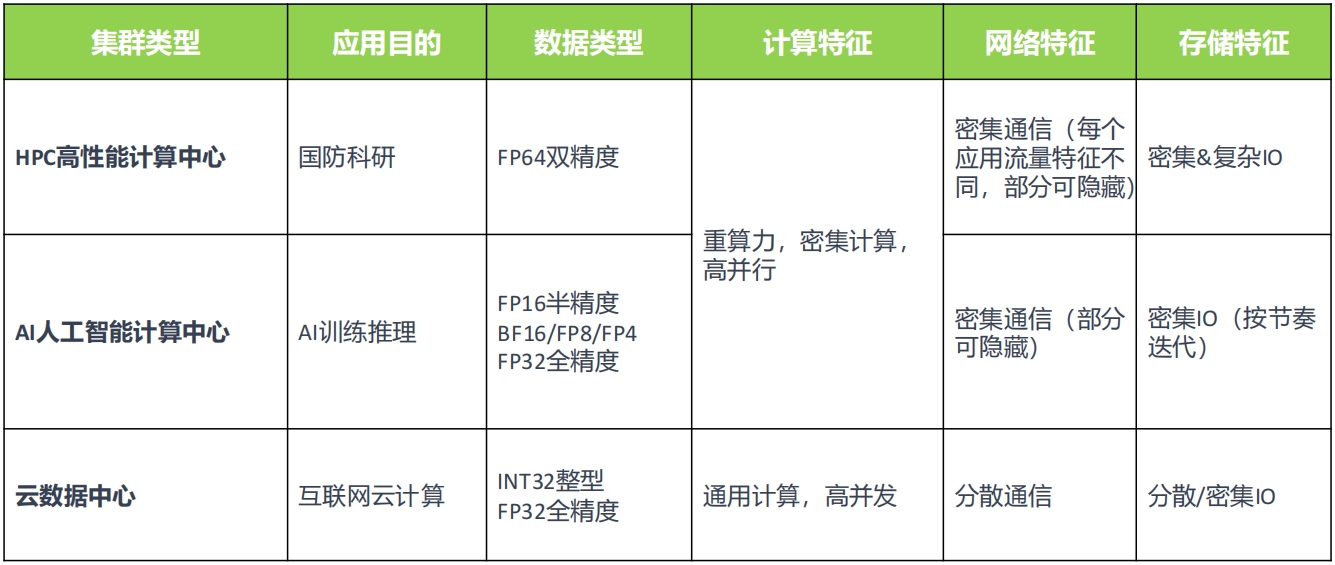 集群类型
应用目的
数据类型
计算特征
网络特征
存储特征
HPC高性能计算中心
国防科研
FP64双精度
重算力，密集计算，
高并行
密集通信（每个
应用流量特征不
同，部分可隐藏）
密集&复杂IO
AI人工智能计算中心
AI训练推理
FP16半精度
BF16/FP8/FP4
FP32全精度
密集通信（部分
可隐藏）
密集IO（按节奏
迭代）
云数据中心
互联网云计算
INT32整型
FP32全精度
通用计算，高并发
分散通信
分散/密集IO